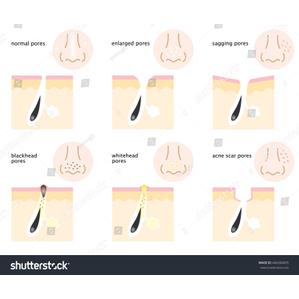 normal pores
enlarged pores
sagging pores
blackhead
pores
whitehead
pores
acne scar pores
shutterstock